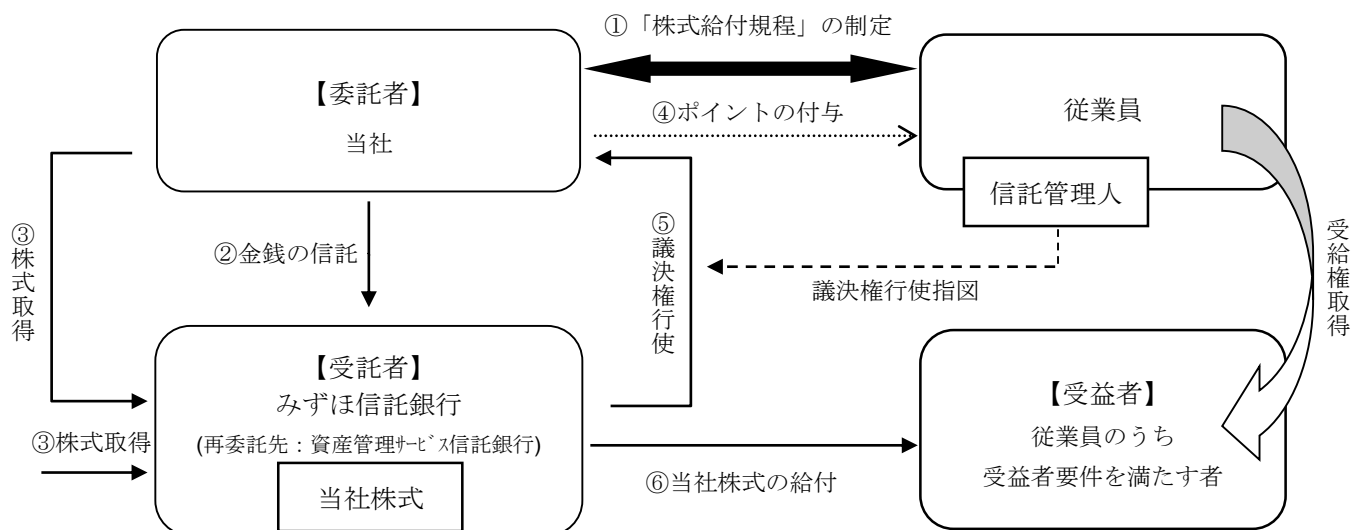 ①「株式給付規程」の制定
【委託者】
当社
④ポイントの付与
従業員
信託管理人
③株式取得
②金銭の信託
⑤議決権行使
議決権行使指図
受給権取得
【受託者】
みずほ信託銀行
(再委託先：資産管理ｻｰﾋﾞｽ信託銀行)
当社株式
③株式取得
⑥当社株式の給付
【受益者】
従業員のうち
受益者要件を満たす者